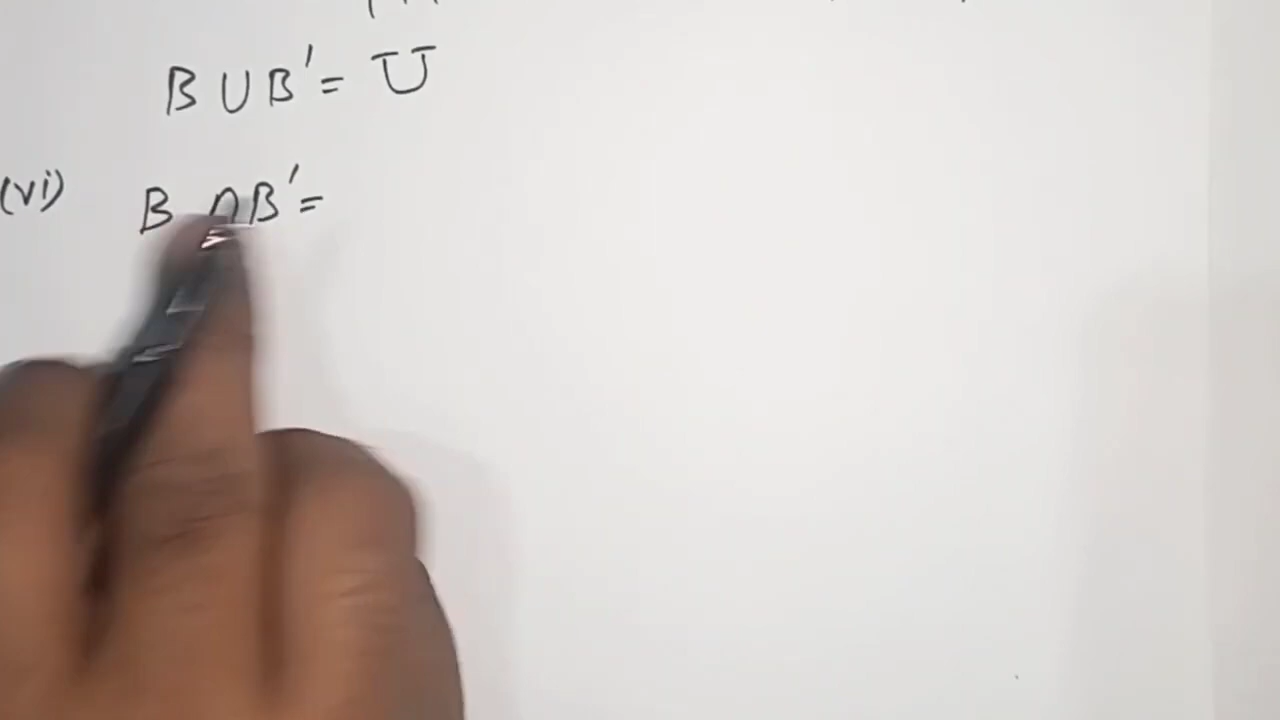 B ∪ B' = U
(vi) B ∩ B' =